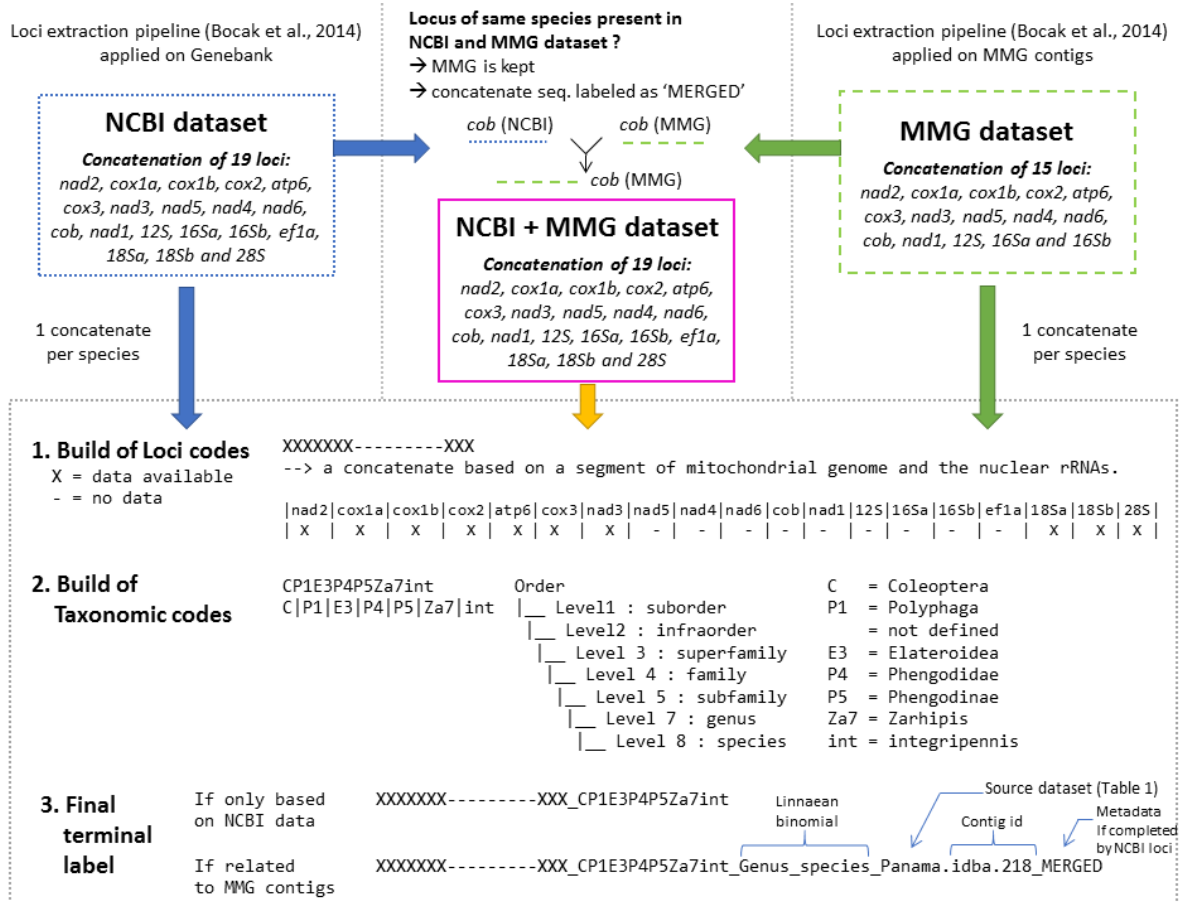 Loci extraction pipeline (Bocak et al., 2014)
applied on Genebank
NCBI dataset
Concatenation of 19 loci:
nad2, cox1a, cox1b, cox2, atp6,
cox3, nad3, nad5, nad4, nad6,
cob, nad1, 12S, 16Sa, 16Sb, ef1a,
18Sa, 18Sb and 28S
1 concatenate
per species
Locus of same species present in
NCBI and MMG dataset ?
→ MMG is kept
→ concatenate seq. labeled as ‘MERGED’
cob (NCBI) cob (MMG)
cob (MMG)
NCBI + MMG dataset
Concatenation of 19 loci:
nad2, cox1a, cox1b, cox2, atp6,
cox3, nad3, nad5, nad4, nad6,
cob, nad1, 12S, 16Sa, 16Sb, ef1a,
18Sa, 18Sb and 28S
Loci extraction pipeline (Bocak et al., 2014)
applied on MMG contigs
MMG dataset
Concatenation of 15 loci:
nad2, cox1a, cox1b, cox2, atp6,
cox3, nad3, nad5, nad4, nad6,
cob, nad1, 12S, 16Sa and 16Sb
1 concatenate
per species
1. Build of Loci codes
X = data available
- = no data
XXXXXXX---------XXX
--> a concatenate based on a segment of mitochondrial genome and the nuclear rRNAs.
|nad2|cox1a|cox1b|cox2|atp6|cox3|nad3|nad5|nad4|nad6|cob|nad1|12S|16Sa|16Sb|ef1a|18Sa|18Sb|28S|
| X | X | X | X | X | X | X | - | - | - | - | - | - | - | - | - | X | X | X |
2. Build of
Taxonomic codes
CP1E3P4P5Za7int
C|P1|E3|P4|P5|Za7|int
Order
|__ Level1 : suborder
|__ Level2 : infraorder
|__ Level 3 : superfamily
|__ Level 4 : family
|__ Level 5 : subfamily
|__ Level 7 : genus
|__ Level 8 : species
C = Coleoptera
P1 = Polyphaga
= not defined
E3 = Elateroidea
P4 = Phengodidae
P5 = Phengodinae
Za7 = Zarhipis
int = integripennis
3. Final
terminal
label
If only based
on NCBI data
XXXXXXX---------XXX_CP1E3P4P5Za7int
Linnaean
binomial
Source dataset (Table 1)
Contig id
Metadata
If completed
by NCBI loci
If related
to MMG contigs
XXXXXXX---------XXX_CP1E3P4P5Za7int_Genus_species_Panama.idba.218_MERGED